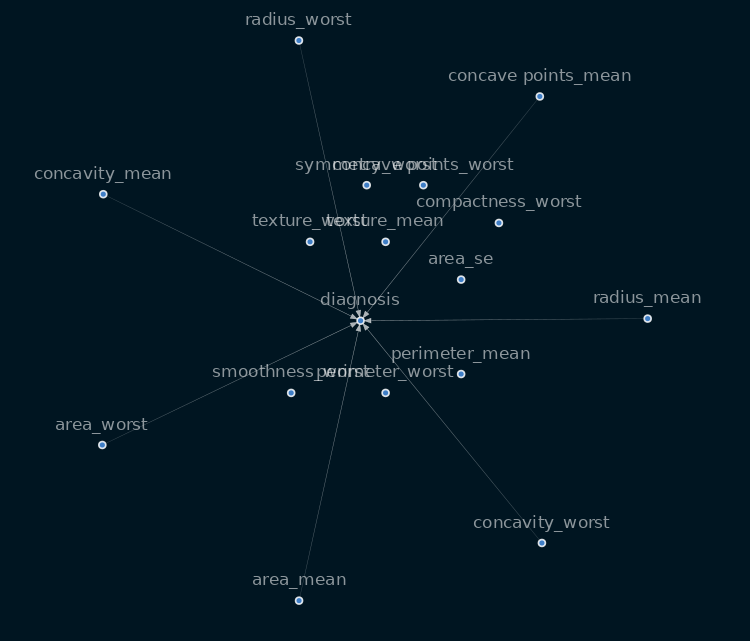 radius_worst
concave points_mean
symmetry_worst
concave points_worst
concavity_mean
compactness_worst
texture_worst
texture_mean
area_se
diagnosis
radius_mean
perimeter_mean
smoothness_worst
perimeter_worst
area_worst
concavity_worst
area_mean